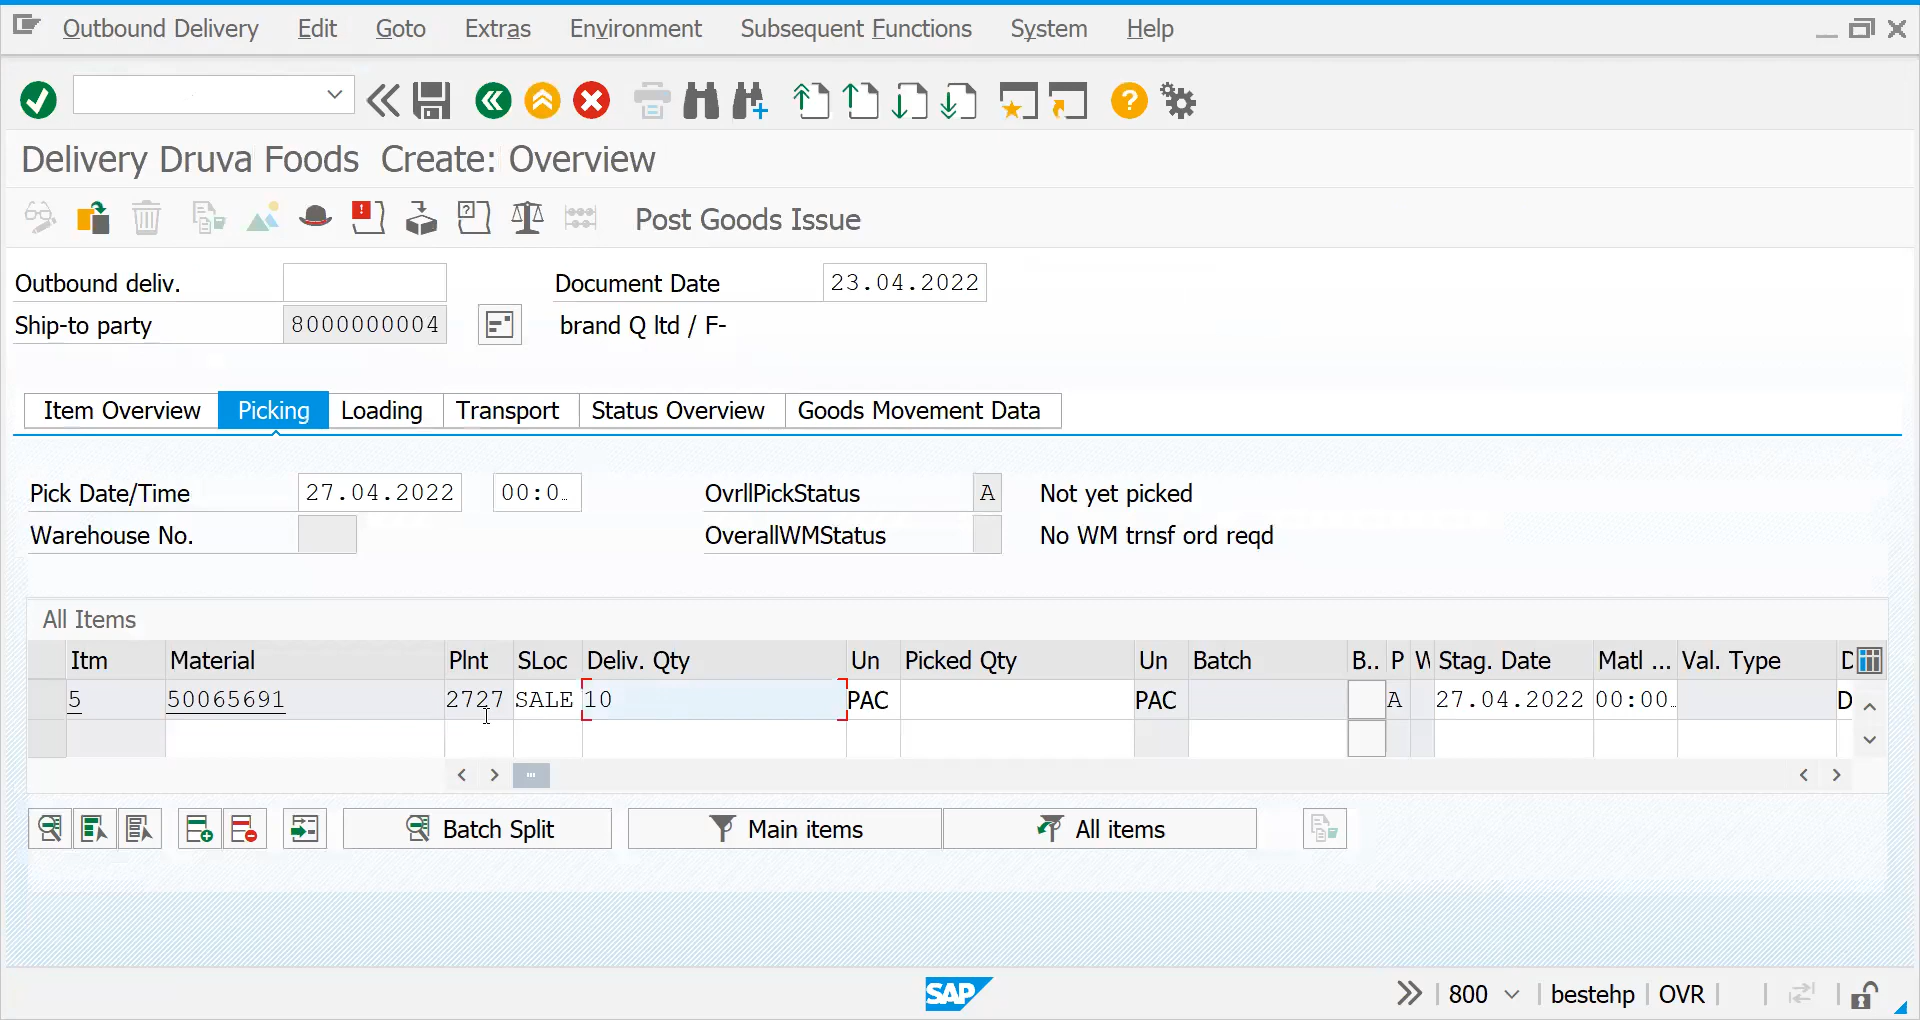 Outbound Delivery Edit Goto Extras Environment Subsequent Functions System Help
Delivery Druva Foods Create: Overview
Post Goods Issue
Outbound deliv. Document Date 23.04.2022
Ship-to party 8000000004 brand Q ltd / F-
Item Overview Picking Loading Transport Status Overview Goods Movement Data
Pick Date/Time 27.04.2022 00:0.. OvrllPickStatus A Not yet picked
Warehouse No. OverallWMStatus No WM trnsf ord reqd
All Items
Itm Material Plnt SLoc Deliv. Qty Un Picked Qty Un Batch B.. P W Stag. Date Matl ... Val. Type D
5 50065691 2727 SALE 10 PAC PAC A 27.04.2022 00:00.. D
Batch Split Main items All items
SAP 800 bestehp OVR